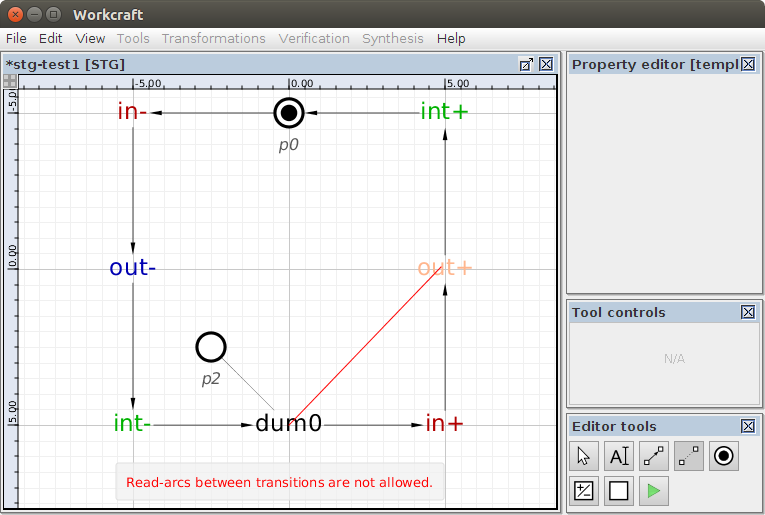 Workcraft
File Edit View Tools Transformations Verification Synthesis Help
*stg-test1 [STG]
-5.00 0.00 5.00
-5.0
0.00
5.00
in-
p0
int+
out-
out+
p2
int-
dum0
in+
Read-arcs between transitions are not allowed.
Property editor [templ
Tool controls
N/A
Editor tools
A